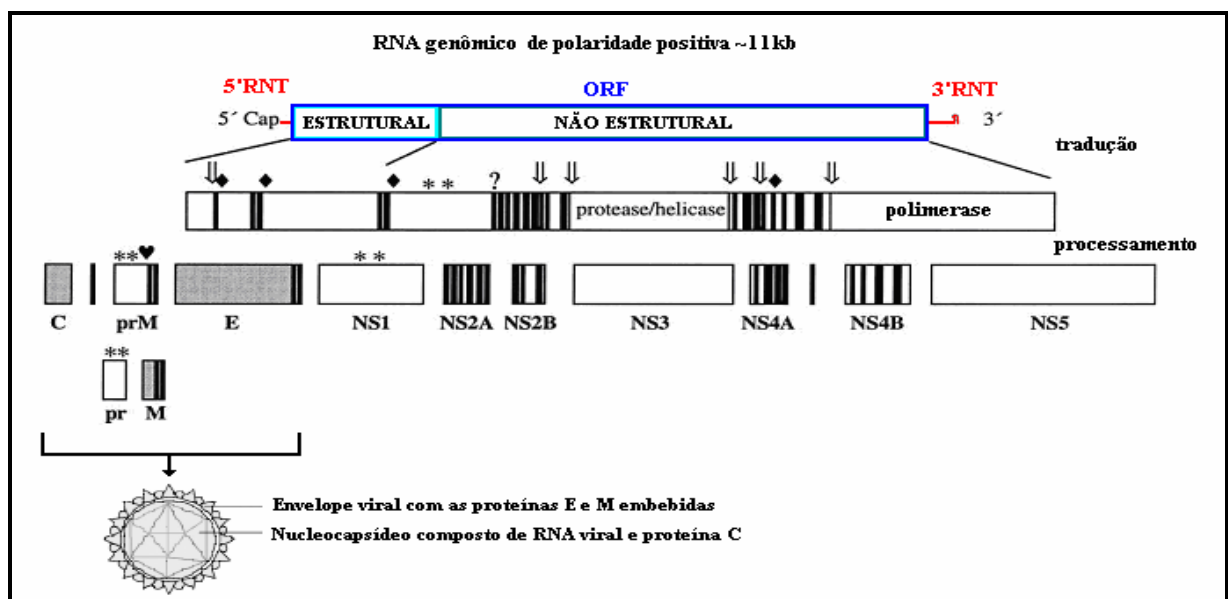 RNA genômico de polaridade positiva ~11kb
5'RNT ORF 3'RNT
5´ Cap ESTRUTURAL NÃO ESTRUTURAL 3´
tradução
* * ?
protease/helicase polimerase
processamento
**♥ * *
C prM E NS1 NS2A NS2B NS3 NS4A NS4B NS5
**
pr M
Envelope viral com as proteínas E e M embebidas
Nucleocapsídeo composto de RNA viral e proteína C